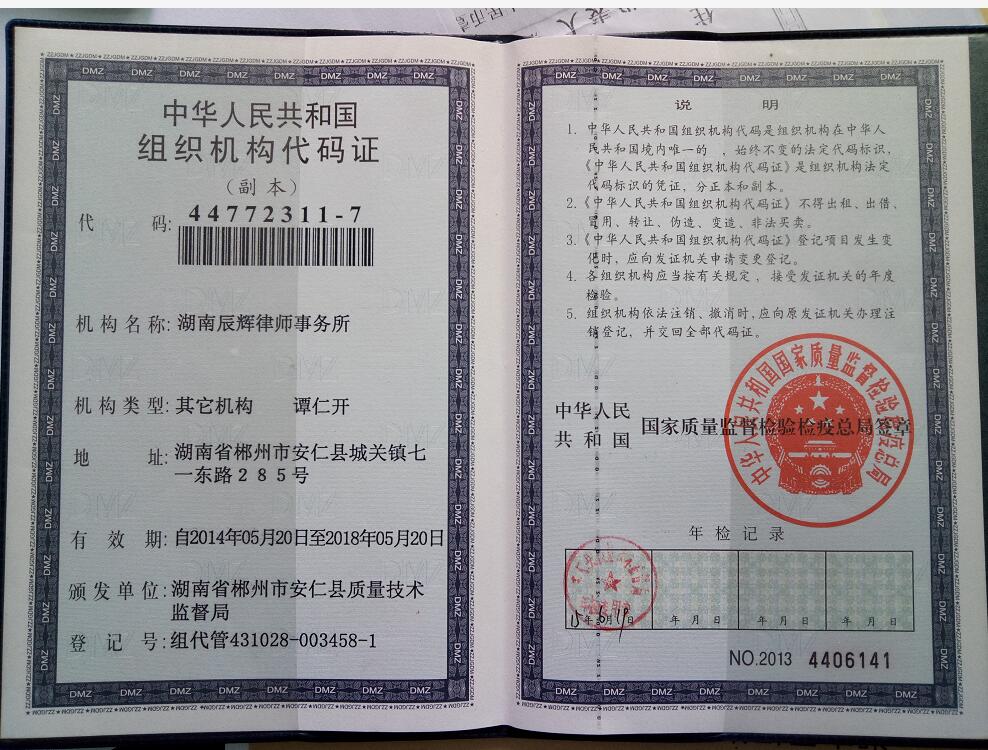 中华人民共和国
组织机构代码证
（副本）
代 码: 44772311-7
机构名称: 湖南辰辉律师事务所
机构类型: 其它机构 谭仁开
地 址: 湖南省郴州市安仁县城关镇七
一东路２８５号
有 效 期: 自2014年05月20日至2018年05月20日
颁发单位: 湖南省郴州市安仁县质量技术
监督局
登 记 号: 组代管431028-003458-1
说 明
1. 中华人民共和国组织机构代码是组织机构在中华人
民共和国境内唯一的 ，始终不变的法定代码标识，
《中华人民共和国组织机构代码证》是组织机构法定
代码标识的凭证，分正本和副本。
2.《中华人民共和国组织机构代码证》不得出租、出借、
冒用、转让、伪造、变造、非法买卖。
3.《中华人民共和国组织机构代码证》登记项目发生变
化时，应向发证机关申请变更登记。
4. 各组织机构应当按有关规定，接受发证机关的年度
检验。
5. 组织机构依法注销、撤消时，应向原发证机关办理注
销登记，并交回全部代码证。
中华人民
共和国 国家质量监督检验检疫总局签章
中华人民共和国国家质量监督检验检疫总局
年检记录
15年 月 日 年 月 日 年 月 日 年 月 日
NO.2013 4406141